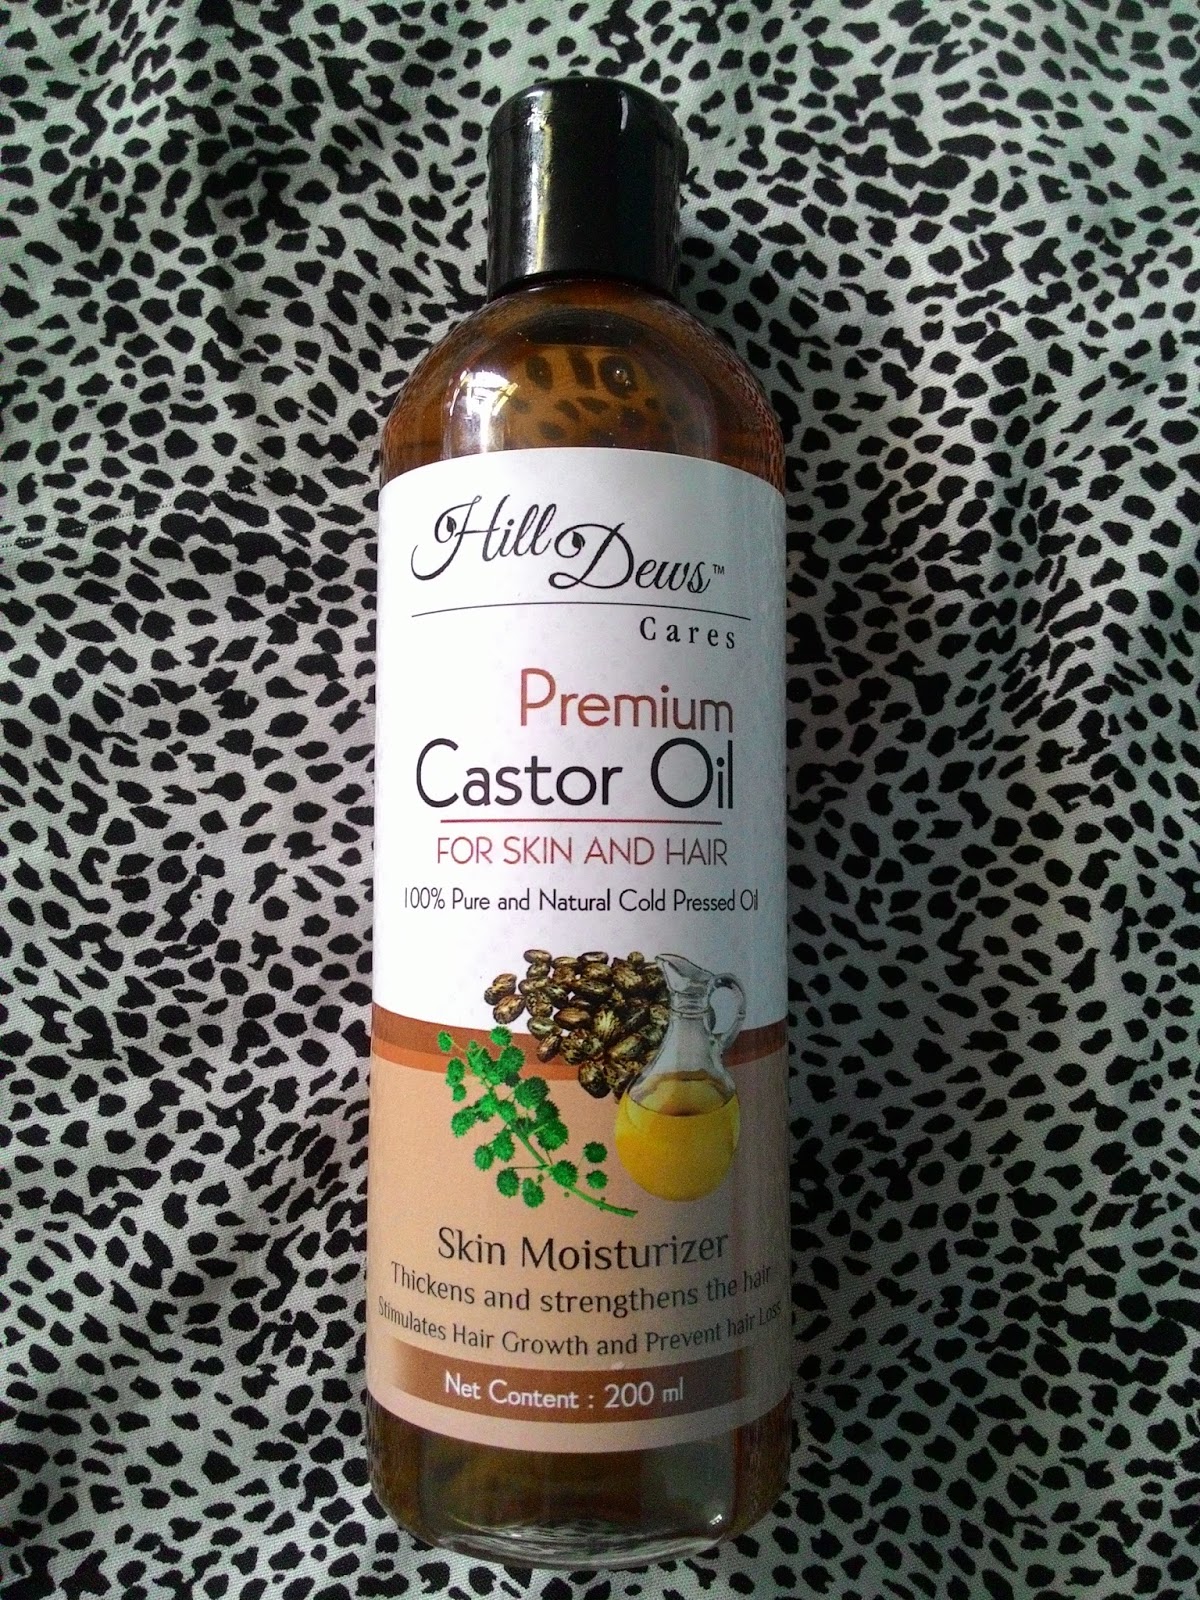 Hill Dews™
Cares
Premium
Castor Oil
FOR SKIN AND HAIR
100% Pure and Natural Cold Pressed Oil
Skin Moisturizer
Thickens and strengthens the hair
Stimulates Hair Growth and Prevent hair Loss
Net Content : 200 ml